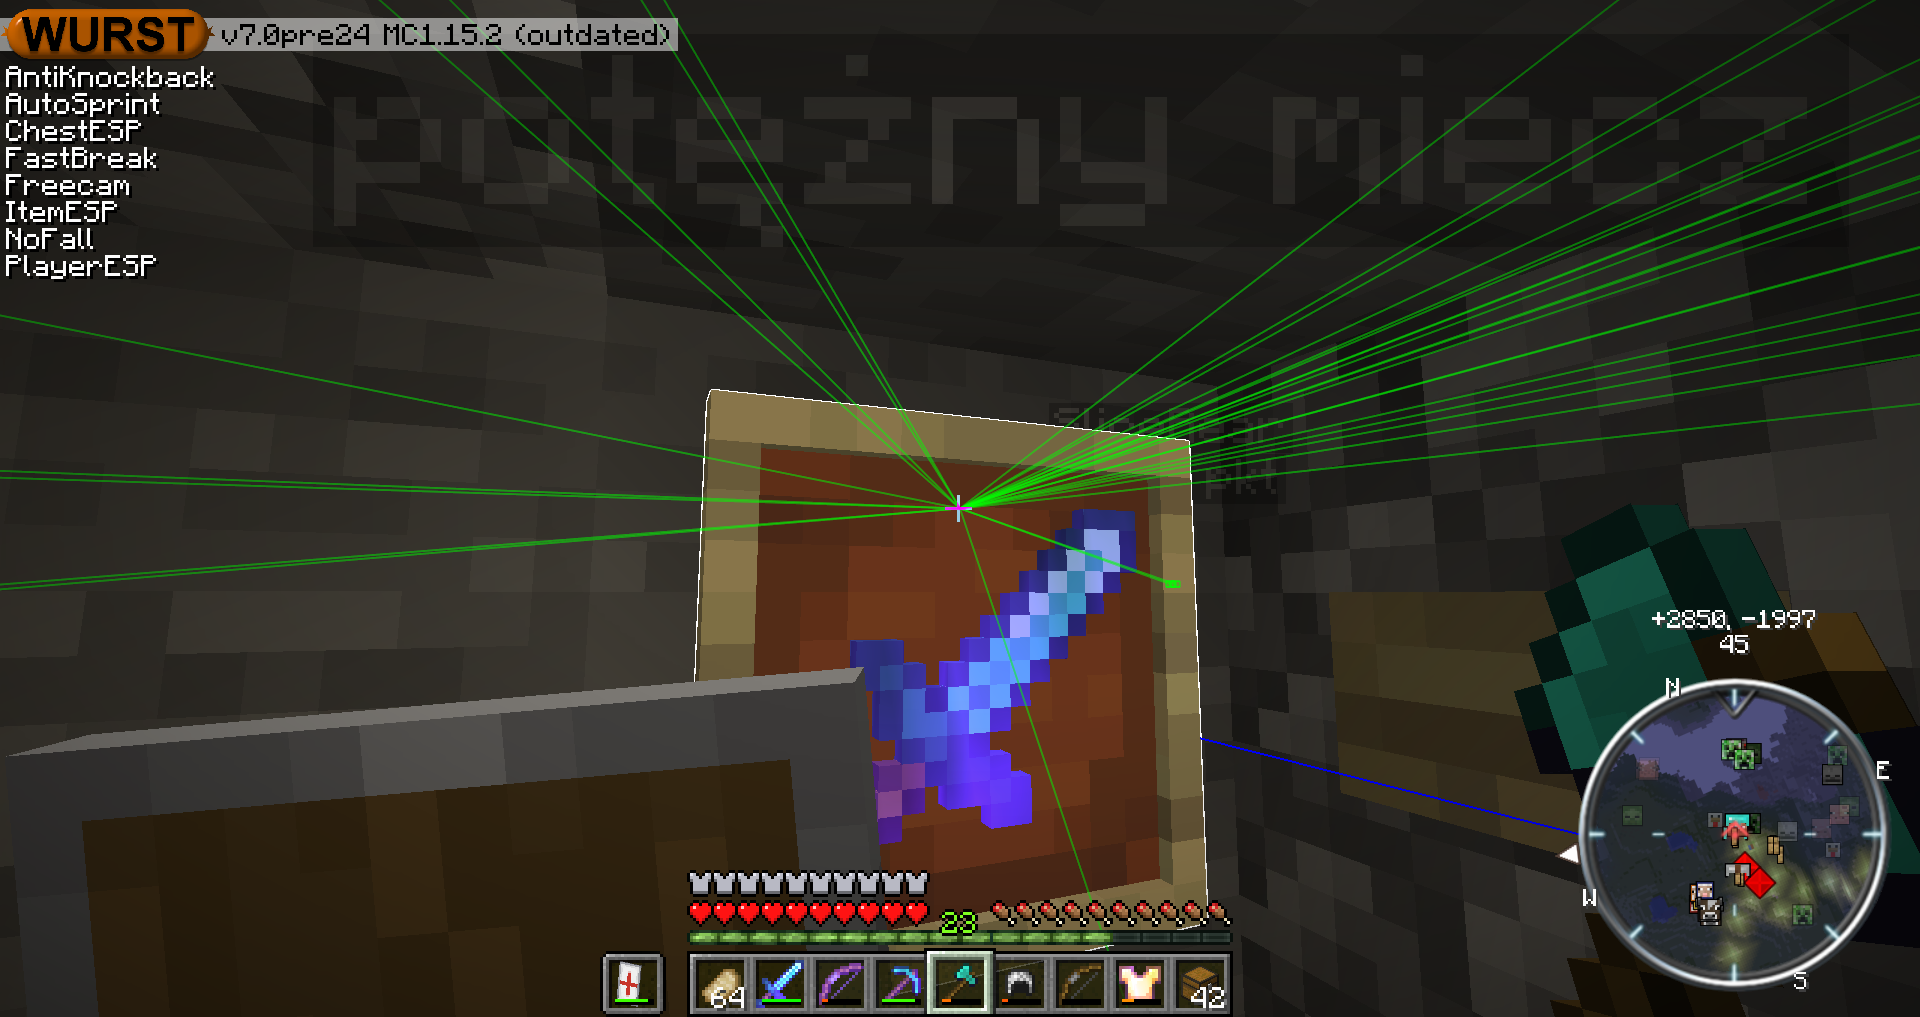 WURST v7.0pre24 MC1.15.2 (outdated)
AntiKnockback
AutoSprint
ChestESP
FastBreak
Freecam
ItemESP
NoFall
PlayerESP
potężny miecz
+2850, -1997
45
N
E
W
S
23
64
42